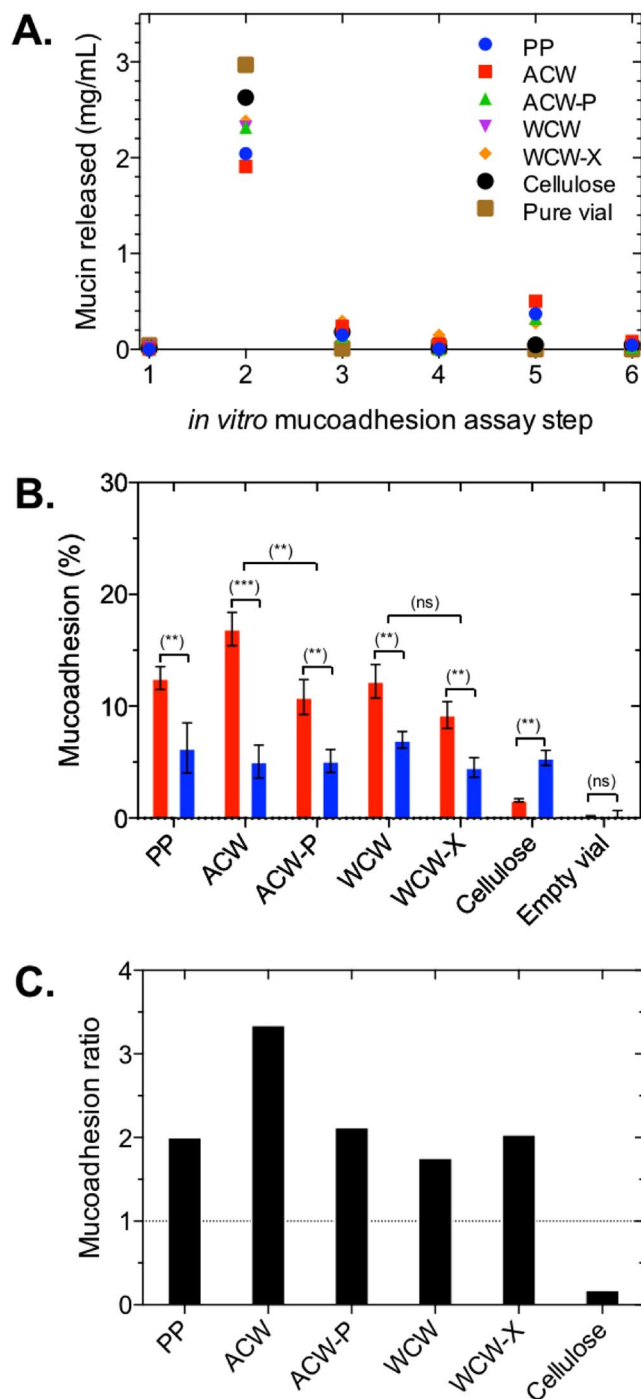 A.
Mucin released (mg/mL)
3
2
1
0
PP
ACW
ACW-P
WCW
WCW-X
Cellulose
Pure vial
1 2 3 4 5 6
in vitro mucoadhesion assay step
B.
Mucoadhesion (%)
30
20
10
0
(**)
(***)
(**)
(**)
(**)
(ns)
(**)
(**)
(ns)
PP
ACW
ACW-P
WCW
WCW-X
Cellulose
Empty vial
C.
Mucoadhesion ratio
4
3
2
1
0
PP
ACW
ACW-P
WCW
WCW-X
Cellulose